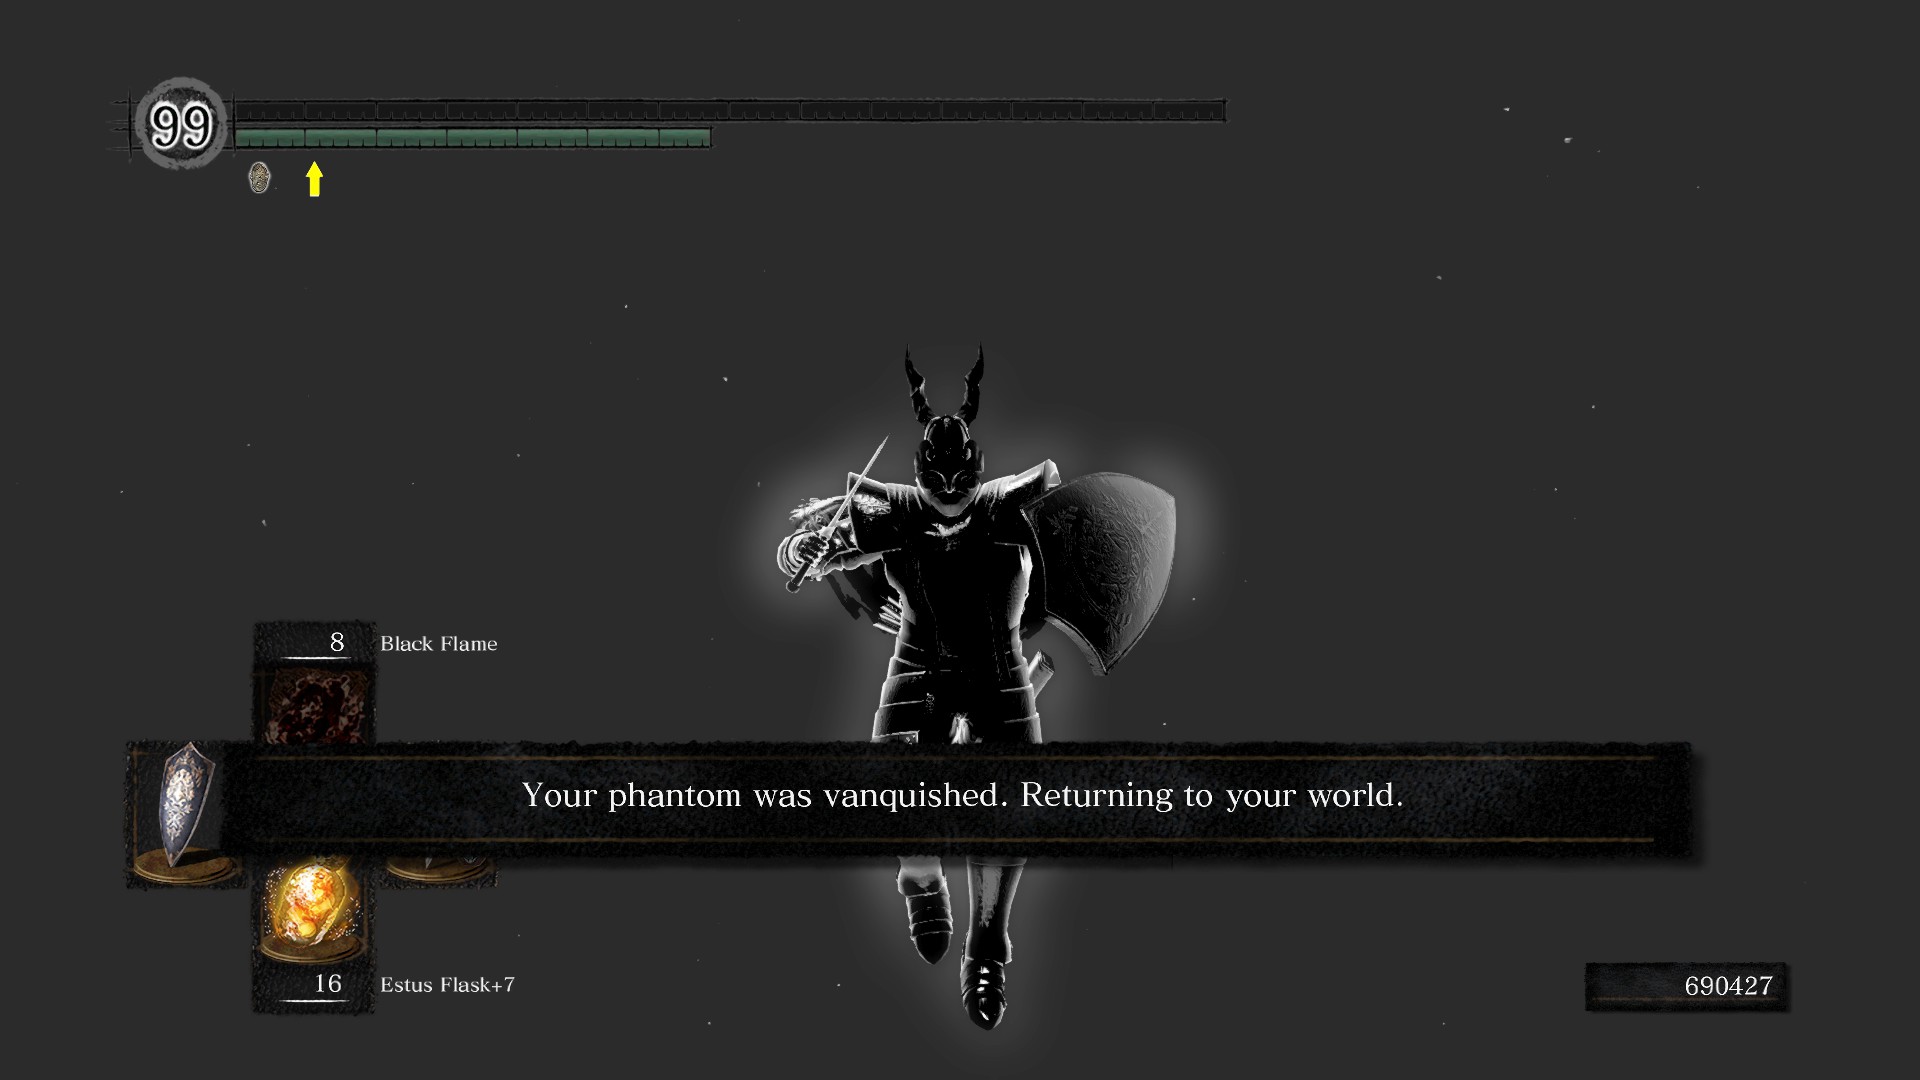 99
8 Black Flame
Your phantom was vanquished. Returning to your world.
16 Estus Flask+7
690427